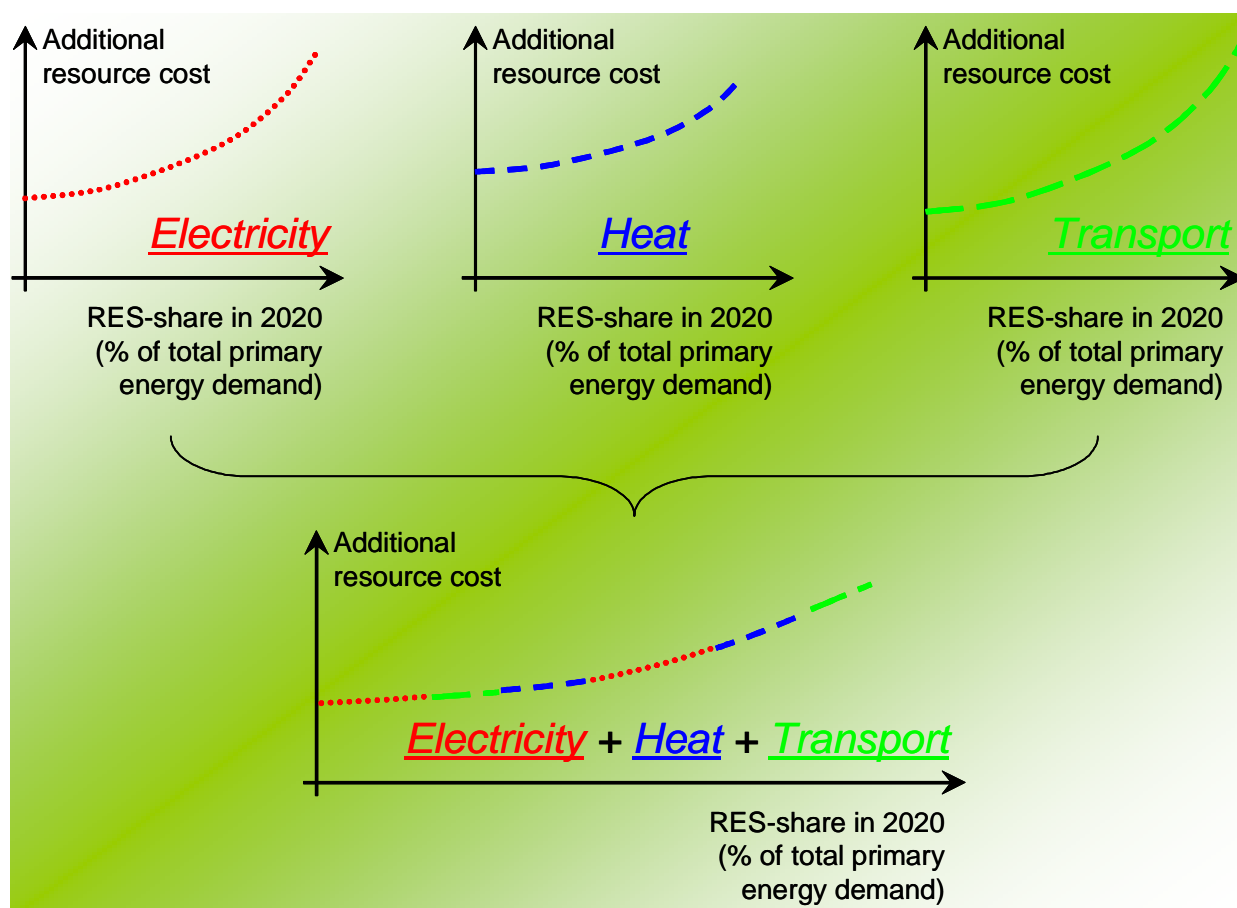 Additional
resource cost
Electricity
RES-share in 2020
(% of total primary
energy demand)
Additional
resource cost
Heat
RES-share in 2020
(% of total primary
energy demand)
Additional
resource cost
Transport
RES-share in 2020
(% of total primary
energy demand)
Additional
resource cost
Electricity + Heat + Transport
RES-share in 2020
(% of total primary
energy demand)